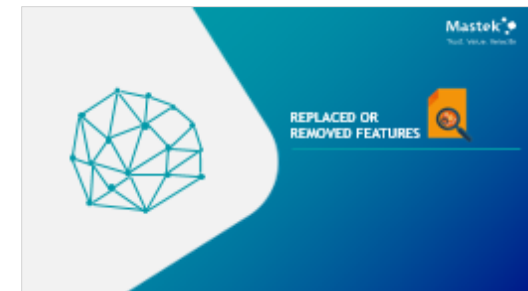 Mastek
Trust. Value. Velocity
REPLACED OR
REMOVED FEATURES